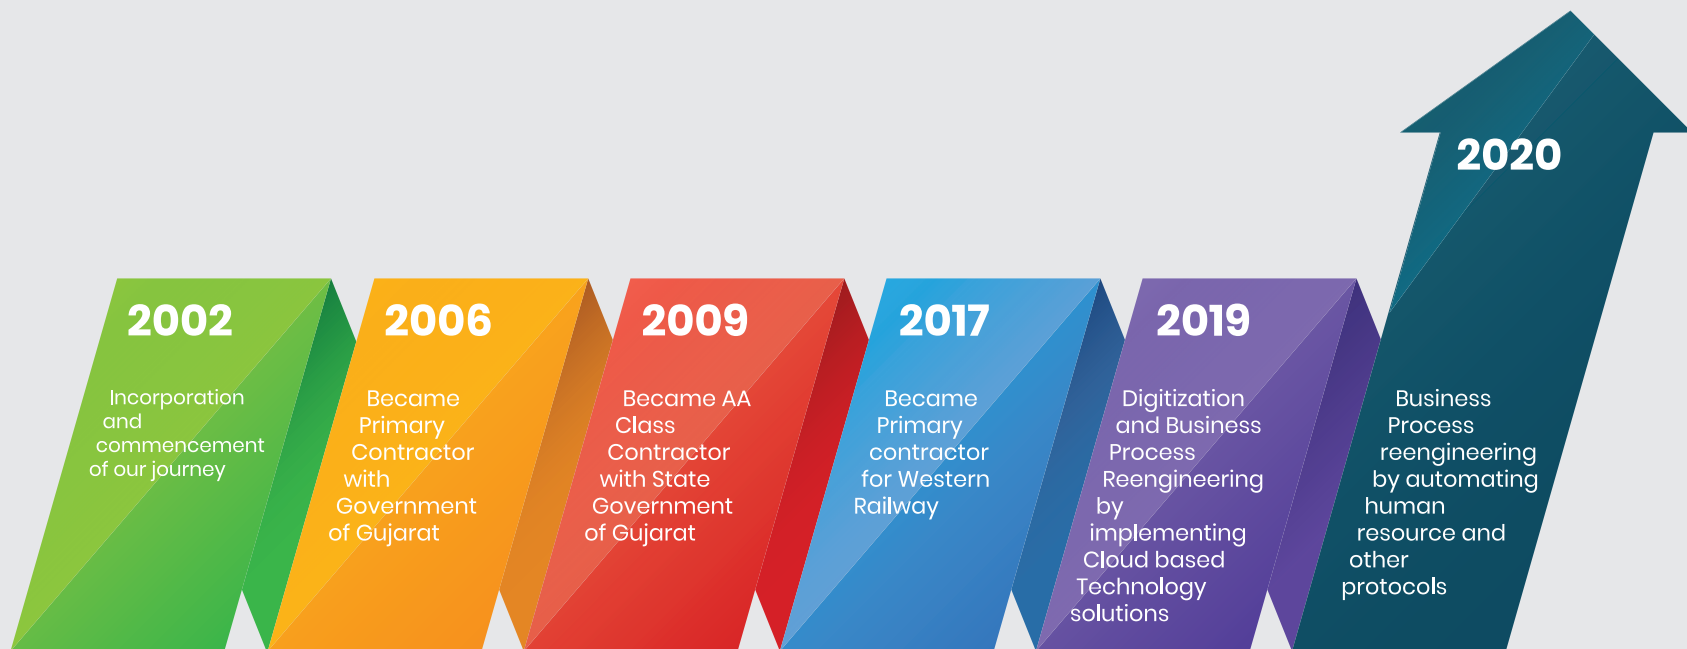 2002
Incorporation
and
commencement
of our journey
2006
Became
Primary
Contractor
with
Government
of Gujarat
2009
Became AA
Class
Contractor
with State
Government
of Gujarat
2017
Became
Primary
contractor
for Western
Railway
2019
Digitization
and Business
Process
Reengineering
by
implementing
Cloud based
Technology
solutions
2020
Business
Process
reengineering
by automating
human
resource and
other
protocols